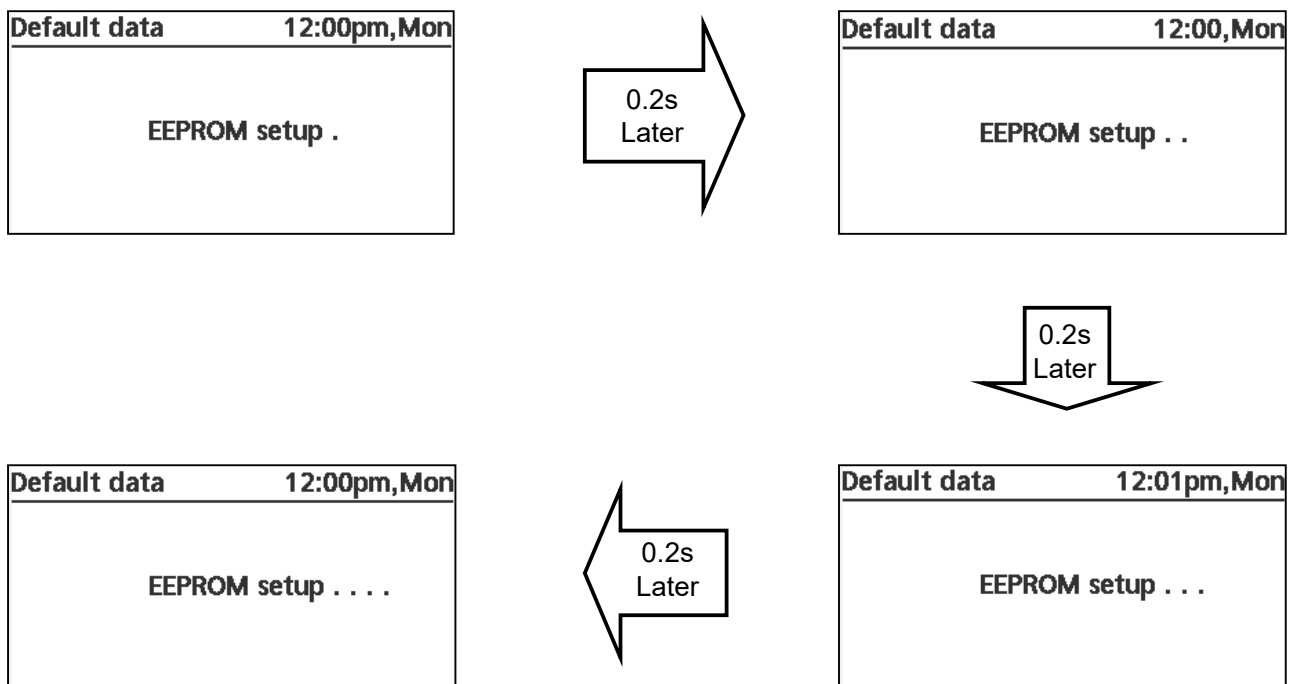 Default data 12:00pm,Mon
EEPROM setup .
0.2s
Later
Default data 12:00,Mon
EEPROM setup . .
0.2s
Later
Default data 12:01pm,Mon
EEPROM setup . . .
0.2s
Later
Default data 12:00pm,Mon
EEPROM setup . . . .